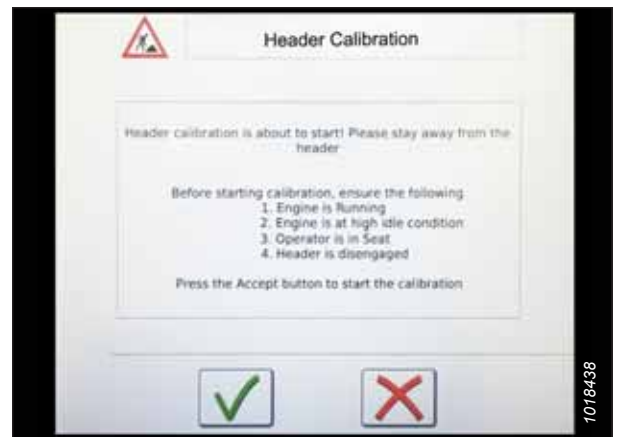 Header Calibration
Header calibration is about to start! Please stay away from the
header
Before starting calibration, ensure the following
1. Engine is Running
2. Engine is at high idle condition
3. Operator is in Seat
4. Header is disengaged
Press the Accept button to start the calibration
1018438